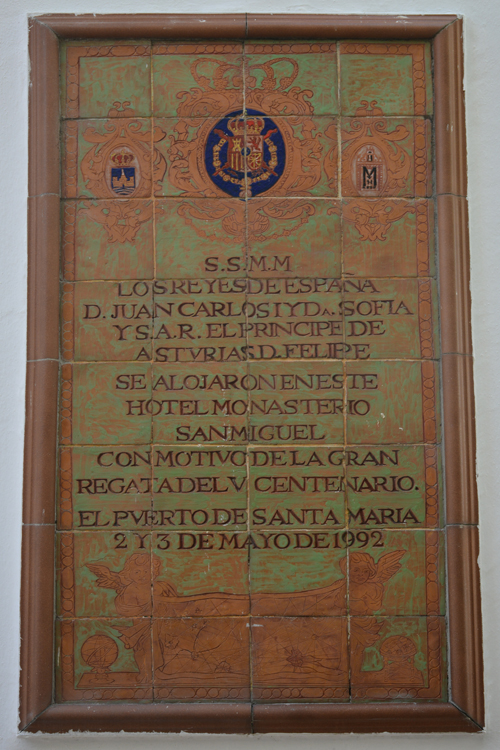 S.S.M.M
LOS REYES DE ESPAÑA
D. JUAN CARLOS I Y Dª. SOFIA
Y S.A.R. EL PRINCIPE DE
ASTURIAS D. FELIPE
SE ALOJARON EN ESTE
HOTEL MONASTERIO
SAN MIGUEL
CON MOTIVO DE LA GRAN
REGATA DEL V CENTENARIO.
EL PVERTO DE SANTA MARIA
2 Y 3 DE MAYO DE 1992